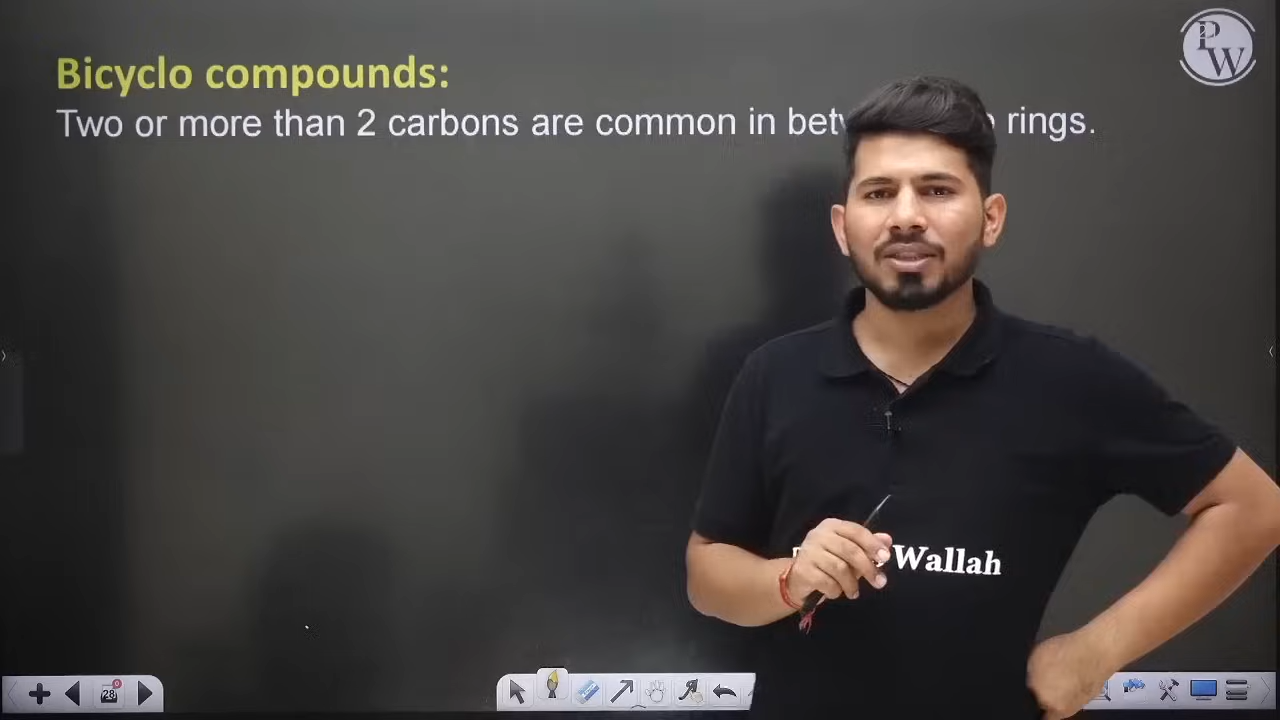 PW
Bicyclo compounds:
Two or more than 2 carbons are common in rings.
Wallah
28